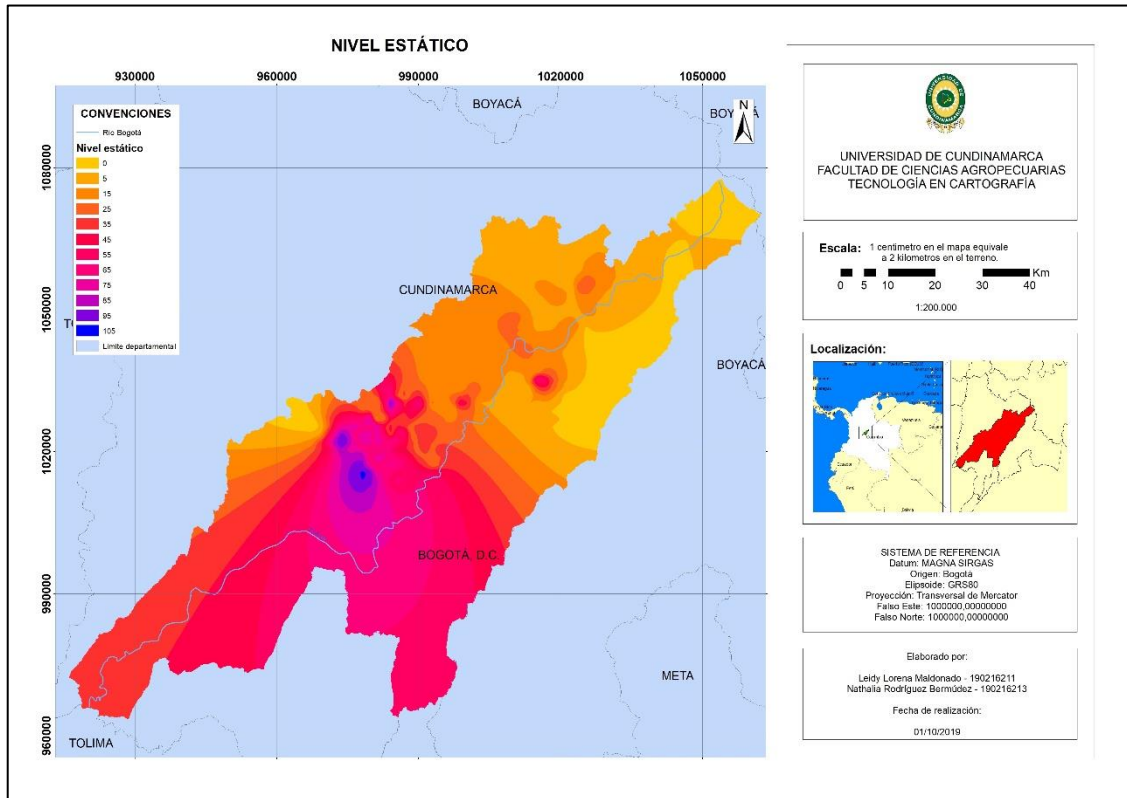 NIVEL ESTÁTICO
930000
960000
990000
1020000
1050000
1080000
1050000
1020000
9900000
9600000
CONVENCIONES
Rio Bogotá
Nivel estático
0
5
15
25
35
45
55
65
75
85
95
105
Limite departamental
BOYACÁ
BOYACÁ
N
CUNDINAMARCA
BOYACÁ
BOGOTÁ, D.C.
META
TOLIMA
UNIVERSIDAD DE CUNDINAMARCA
FACULTAD DE CIENCIAS AGROPECUARIAS
TECNOLOGÍA EN CARTOGRAFÍA
Escala: 1 centimetro en el mapa equivale
a 2 kilometros en el terreno.
Km
0 5 10 20 30 40
1:200.000
Localización:
SISTEMA DE REFERENCIA
Datum: MAGNA SIRGAS
Origen: Bogotá
Elipsoide: GRS80
Proyección: Transversal de Mercator
Falso Este: 1000000,00000000
Falso Norte: 1000000,00000000
Elaborado por:
Leidy Lorena Maldonado - 190216211
Nathalia Rodríguez Bermúdez - 190216213
Fecha de realización:
01/10/2019